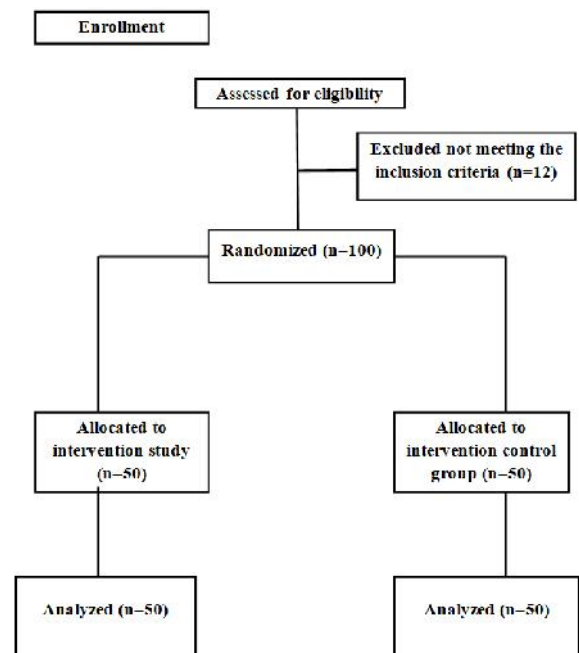 Enrollment
Assessed for eligibility
Excluded not meeting the
inclusion criteria (n=12)
Randomized (n–100)
Allocated to
intervention study
(n–50)
Allocated to
intervention control
group (n–50)
Analyzed (n–50)
Analyzed (n–50)